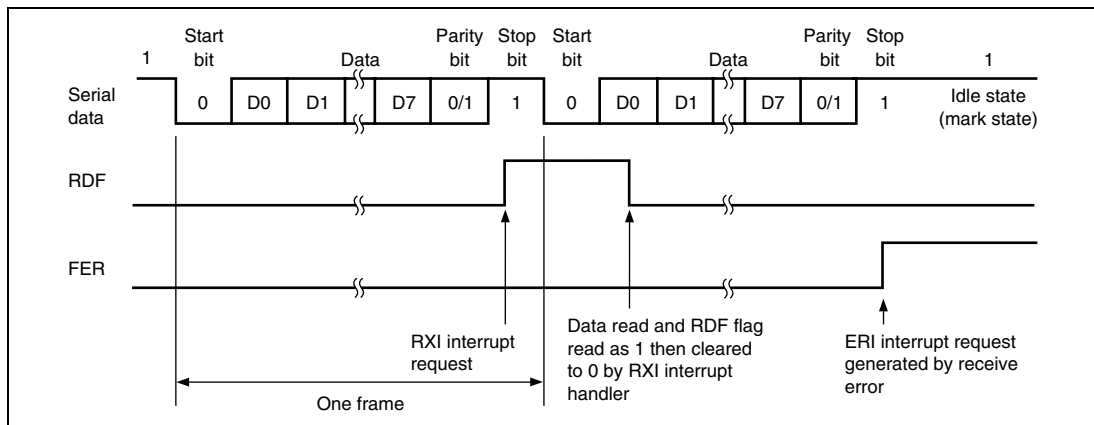 1
Start
bit
Data
Parity
bit
Stop
bit
Start
bit
Data
Parity
bit
Stop
bit
1
Serial
data
0
D0
D1
D7
0/1
1
0
D0
D1
D7
0/1
1
Idle state
(mark state)
RDF
FER
RXI interrupt
request
Data read and RDF flag
read as 1 then cleared
to 0 by RXI interrupt
handler
ERI interrupt request
generated by receive
error
One frame